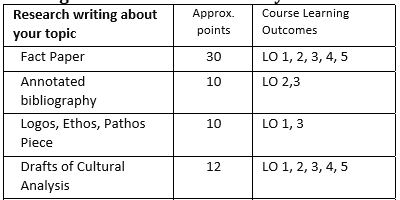 Research writing about Approx. Course Learning
your topic points Outcomes
Fact Paper 30 LO 1, 2, 3, 4, 5
Annotated 10 LO 2,3
bibliography
Logos, Ethos, Pathos 10 LO 1, 3
Piece
Drafts of Cultural 12 LO 1, 2, 3, 4, 5
Analysis